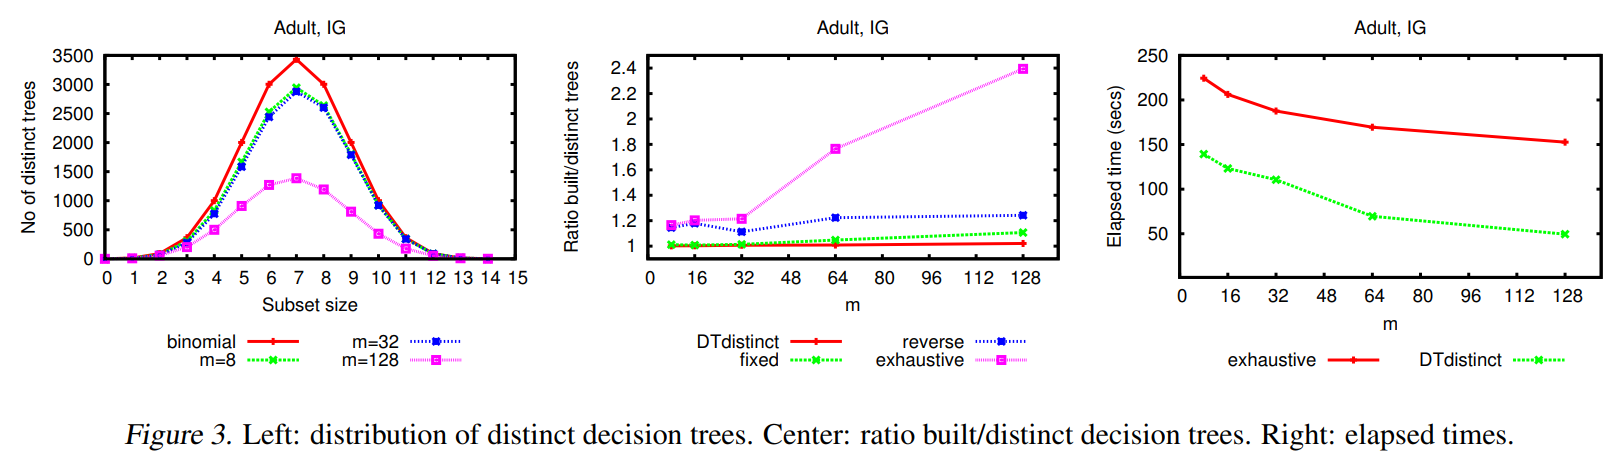 Adult, IG
No of distinct trees
3500
3000
2500
2000
1500
1000
500
0
0 1 2 3 4 5 6 7 8 9 10 11 12 13 14 15
Subset size
binomial
m=32
m=8
m=128
Adult, IG
Ratio built/distinct trees
2.4
2.2
2
1.8
1.6
1.4
1.2
1
0 16 32 48 64 80 96 112 128
m
DTdistinct
reverse
fixed
exhaustive
Adult, IG
Elapsed time (secs)
250
200
150
100
50
0 16 32 48 64 80 96 112 128
m
exhaustive
DTdistinct
Figure 3. Left: distribution of distinct decision trees. Center: ratio built/distinct decision trees. Right: elapsed times.